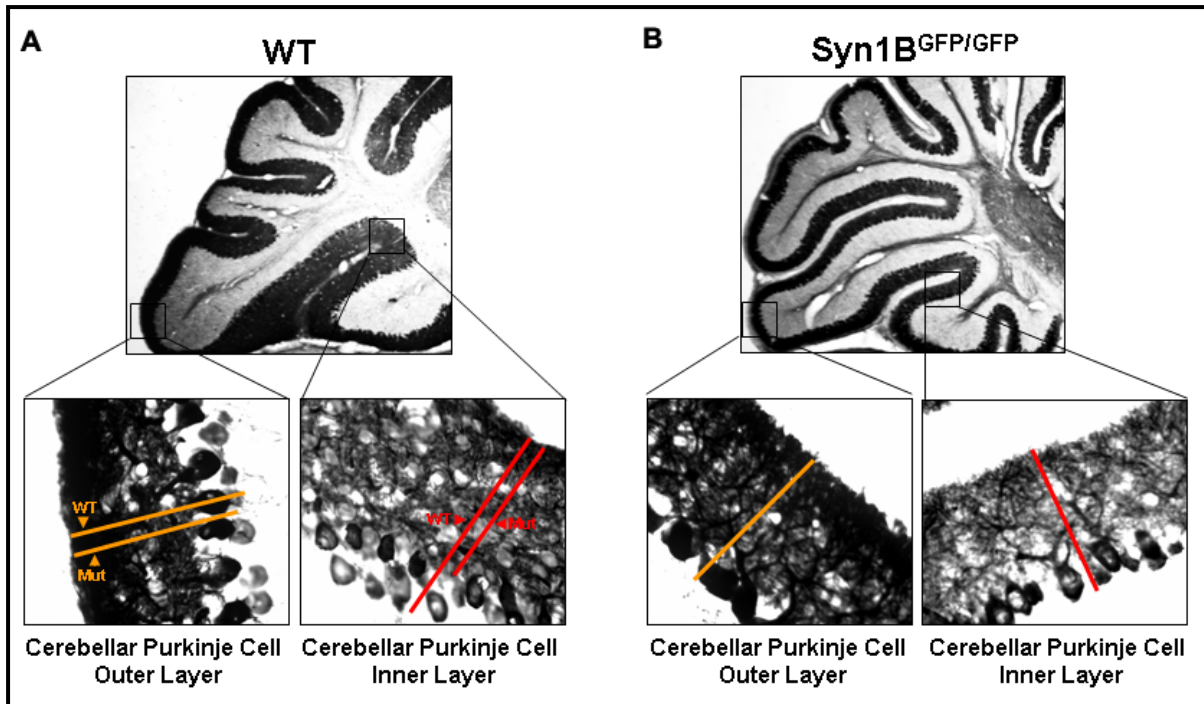 A
WT
B
Syn1B^GFP/GFP
WT
Mut
WT
Mut
Cerebellar Purkinje Cell
Outer Layer
Cerebellar Purkinje Cell
Inner Layer
Cerebellar Purkinje Cell
Outer Layer
Cerebellar Purkinje Cell
Inner Layer